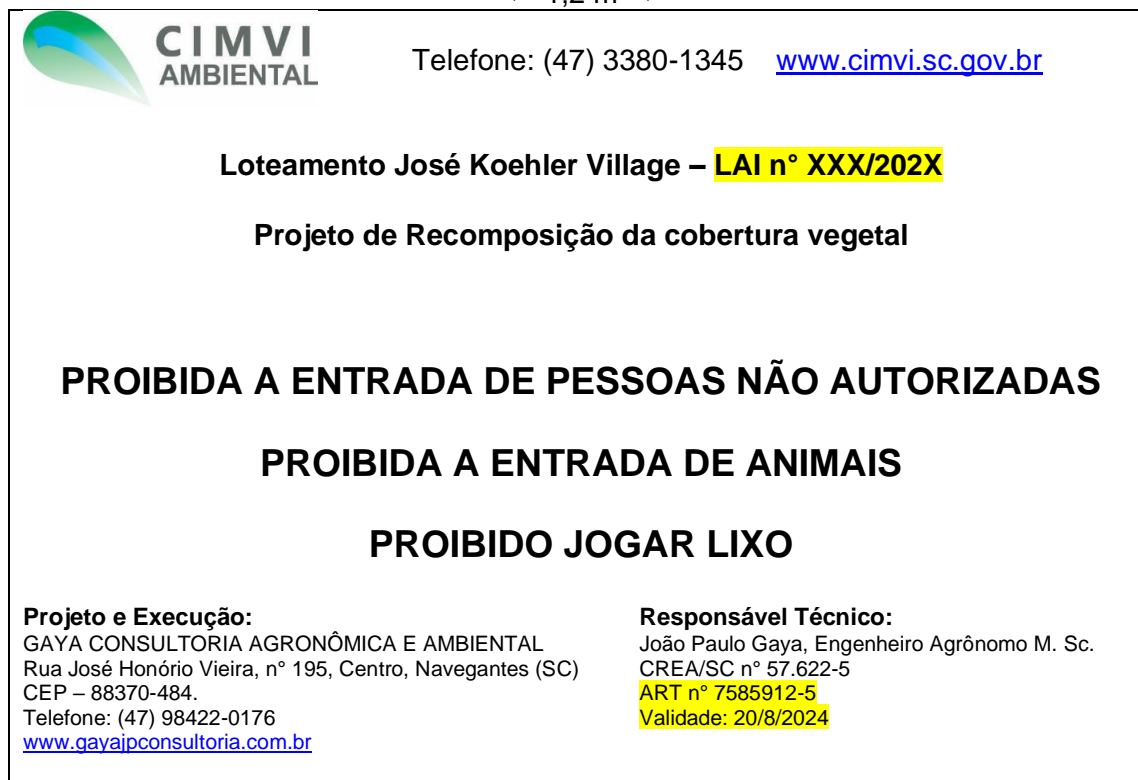 1,2 m
CIMVI
AMBIENTAL
Telefone: (47) 3380-1345 www.cimvi.sc.gov.br
Loteamento José Koehler Village – LAI n° XXX/202X
Projeto de Recomposição da cobertura vegetal
PROIBIDA A ENTRADA DE PESSOAS NÃO AUTORIZADAS
PROIBIDA A ENTRADA DE ANIMAIS
PROIBIDO JOGAR LIXO
Projeto e Execução:
GAYA CONSULTORIA AGRONÔMICA E AMBIENTAL
Rua José Honório Vieira, n° 195, Centro, Navegantes (SC)
CEP – 88370-484.
Telefone: (47) 98422-0176
www.gayajpconsultoria.com.br
Responsável Técnico:
João Paulo Gaya, Engenheiro Agrônomo M. Sc.
CREA/SC n° 57.622-5
ART n° 7585912-5
Validade: 20/8/2024